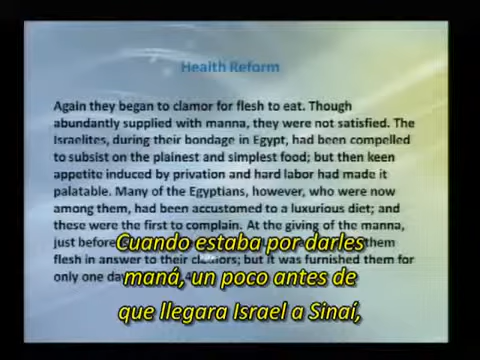 Health Reform
Again they began to clamor for flesh to eat. Though
abundantly supplied with manna, they were not satisfied. The
Israelites, during their bondage in Egypt, had been compelled
to subsist on the plainest and simplest food; but then keen
appetite induced by privation and hard labor had made it
palatable. Many of the Egyptians, however, who were now
among them, had been accustomed to a luxurious diet; and
these were the first to complain. At the giving of the manna,
just before them
flesh in answer to their clamors; but it was furnished them for
only one day
Cuando estaba por darles
maná, un poco antes de
que llegara Israel a Sinaí,